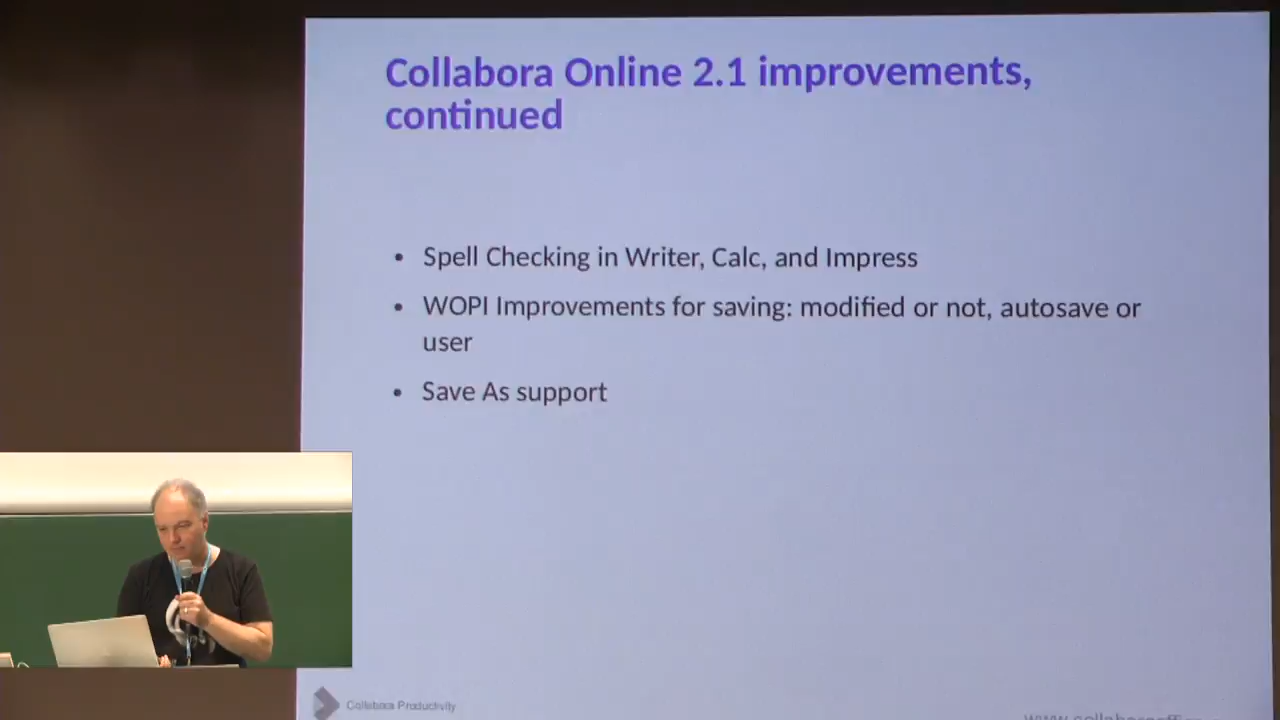 Collabora Online 2.1 improvements,
continued
• Spell Checking in Writer, Calc, and Impress
• WOPI Improvements for saving: modified or not, autosave or
user
• Save As support
Collabora Productivity